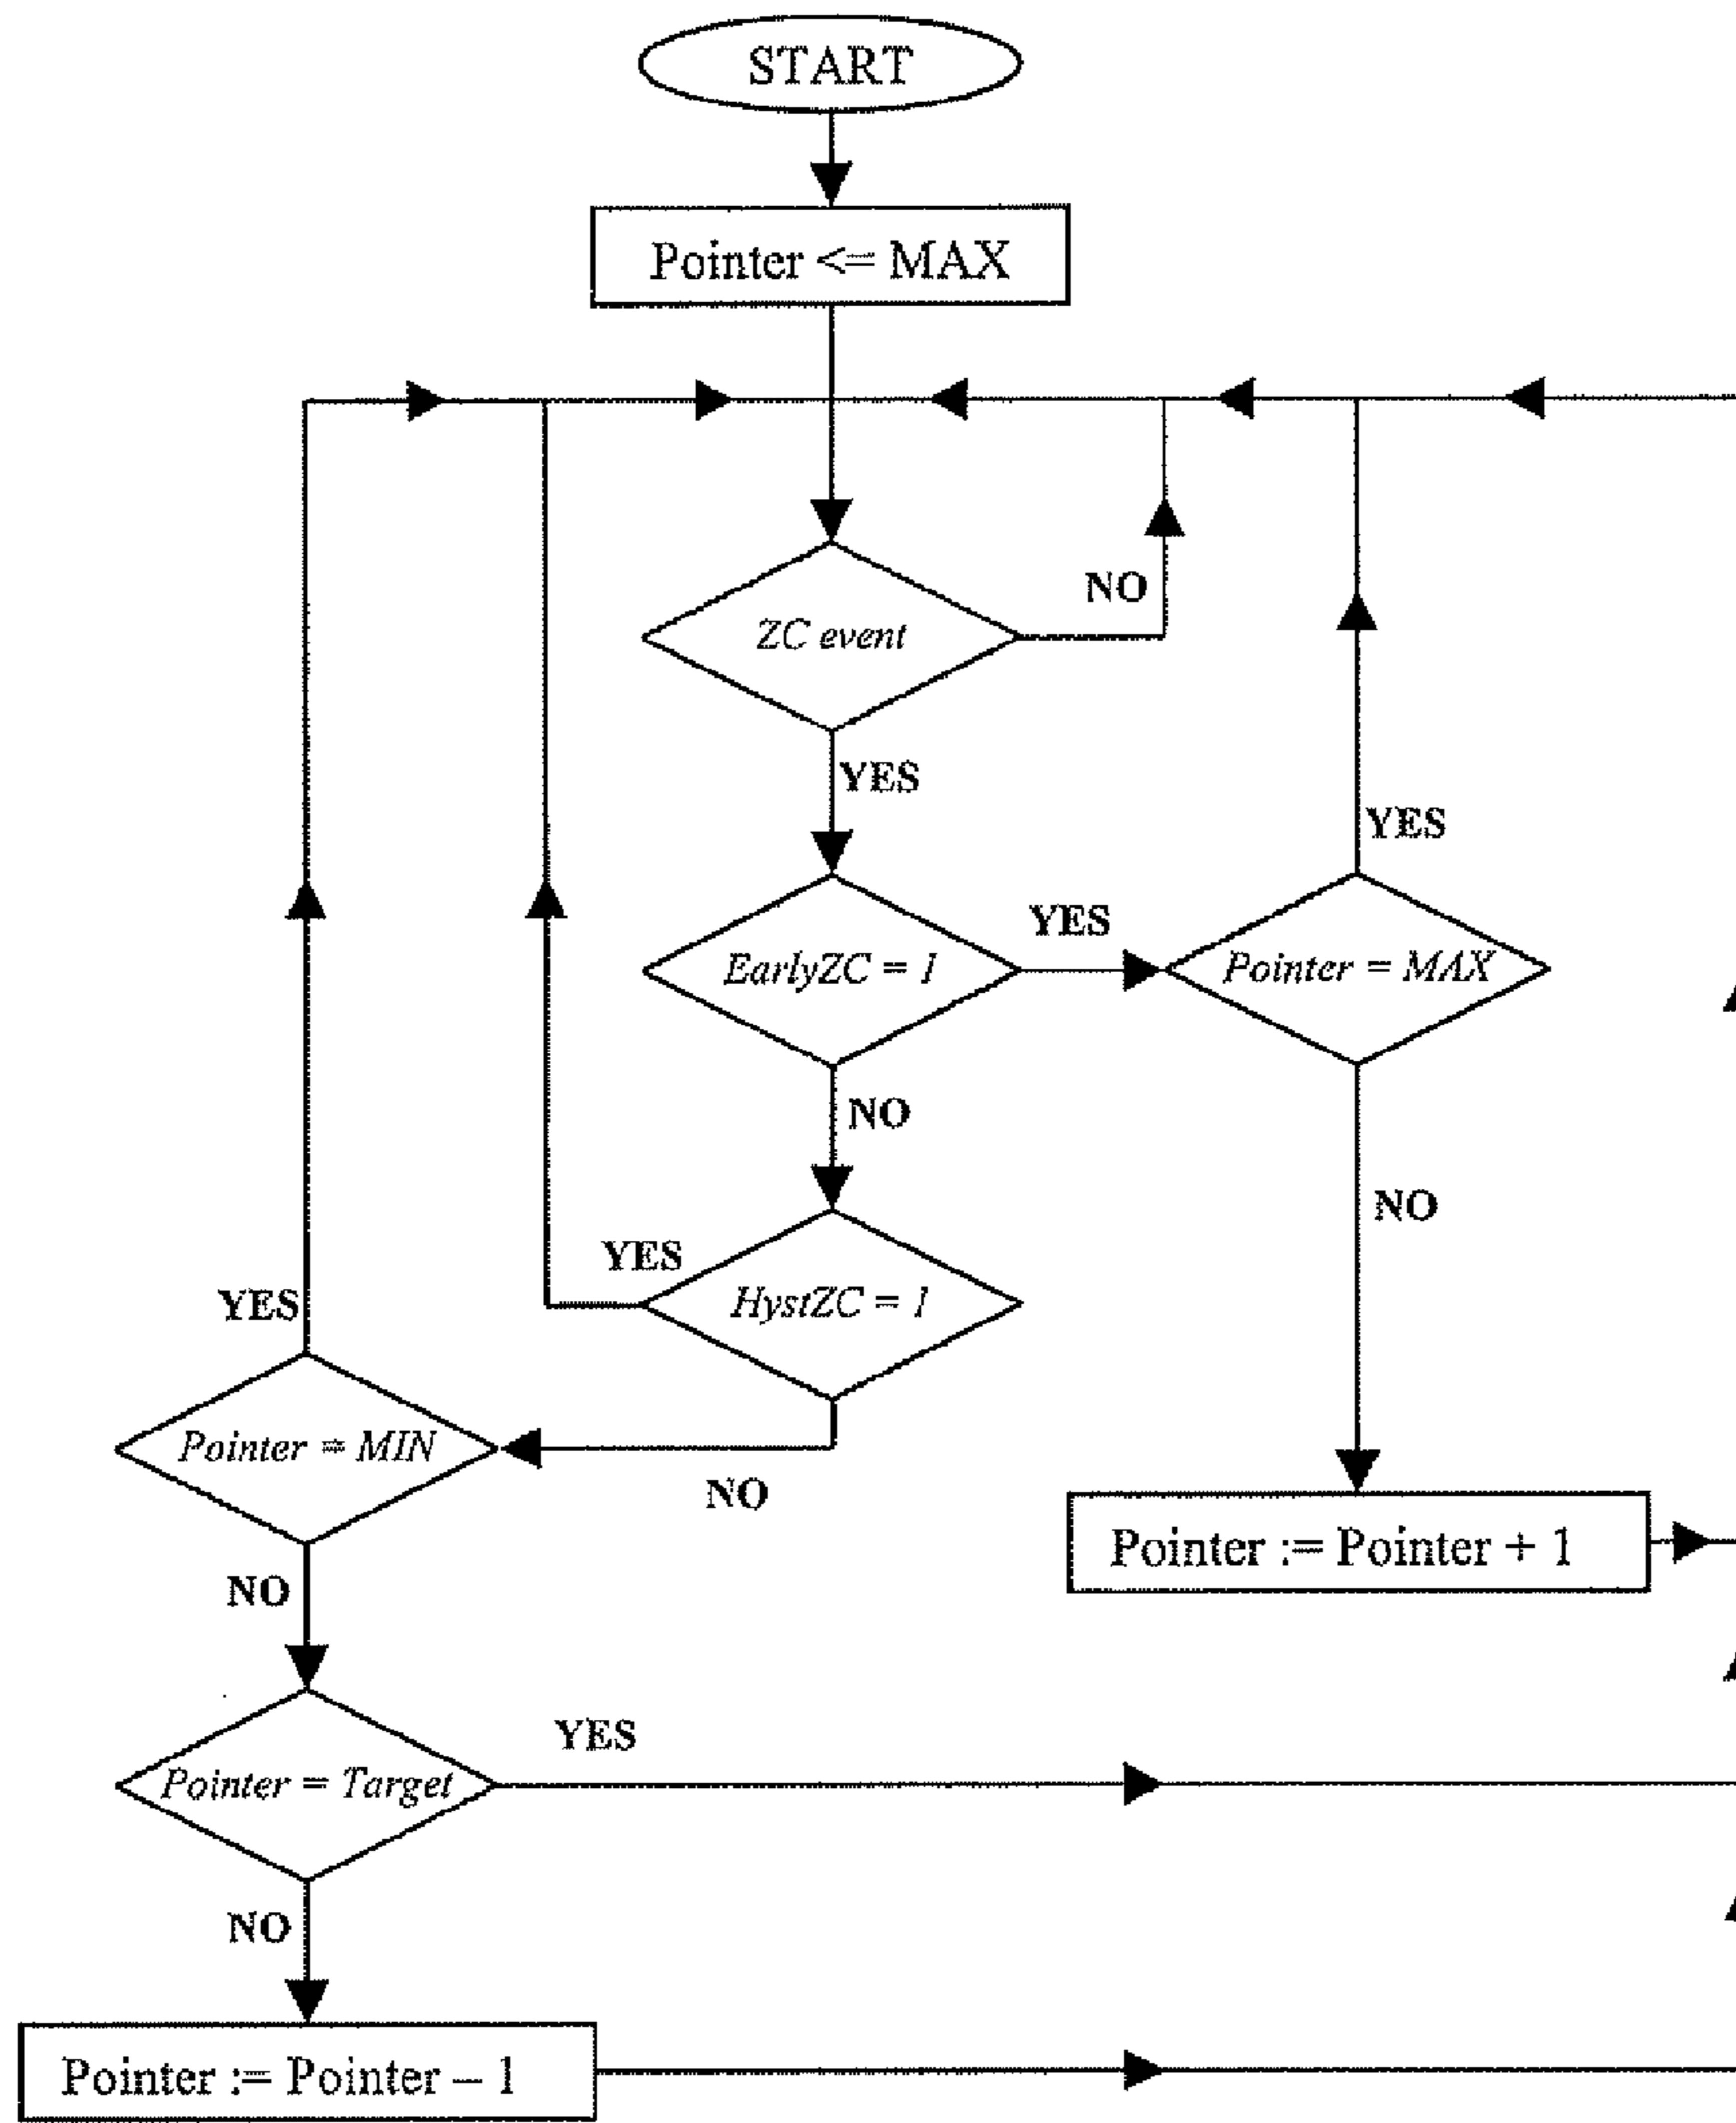 START
Pointer <= MAX
ZC event
NO
YES
EarlyZC = 1
YES
Pointer = MAX
YES
NO
NO
HystZC = 1
YES
NO
Pointer = MIN
YES
NO
Pointer := Pointer + 1
Pointer = Target
YES
NO
Pointer := Pointer – 1